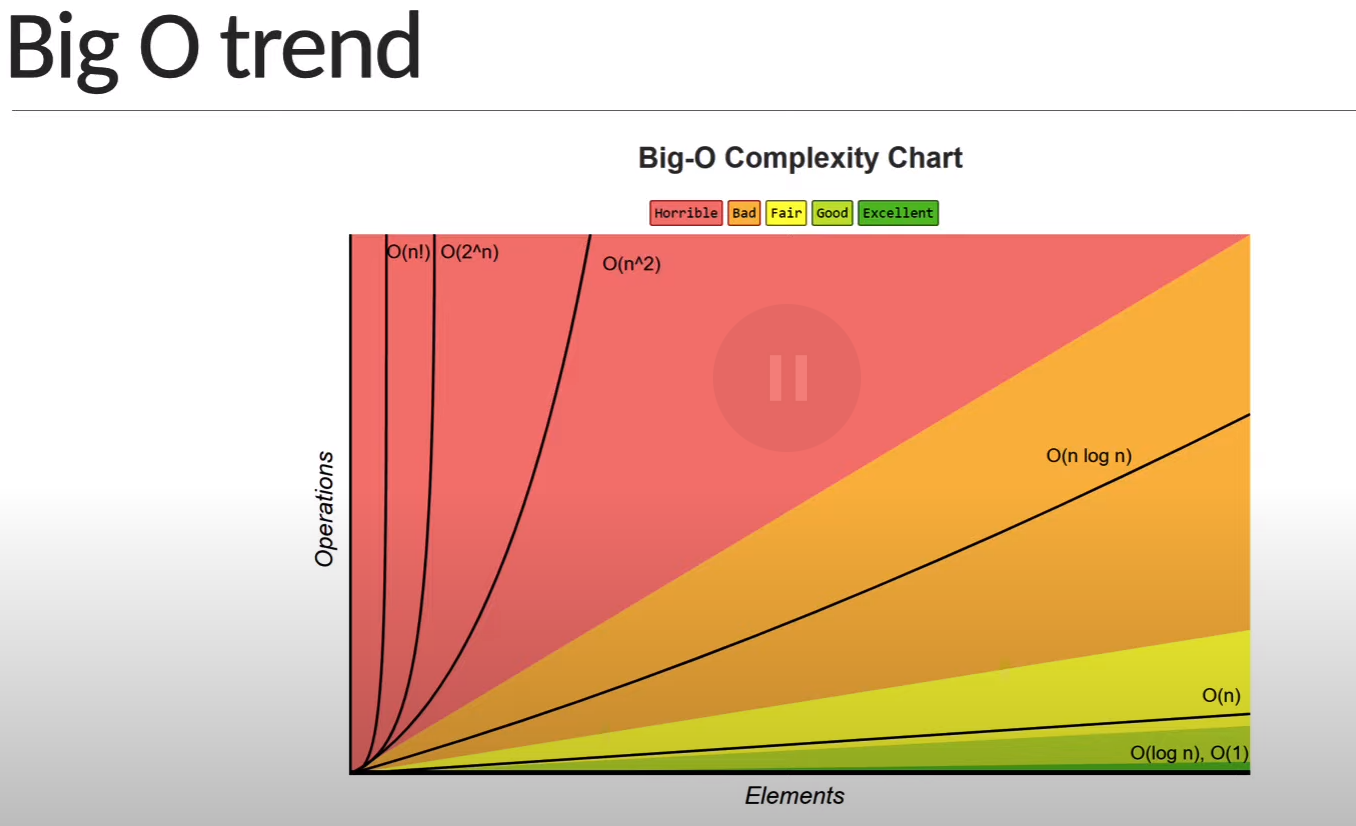 Big O trend
Big-O Complexity Chart
Horrible Bad Fair Good Excellent
O(n!) O(2^n)
O(n^2)
O(n log n)
Operations
O(n)
O(log n), O(1)
Elements